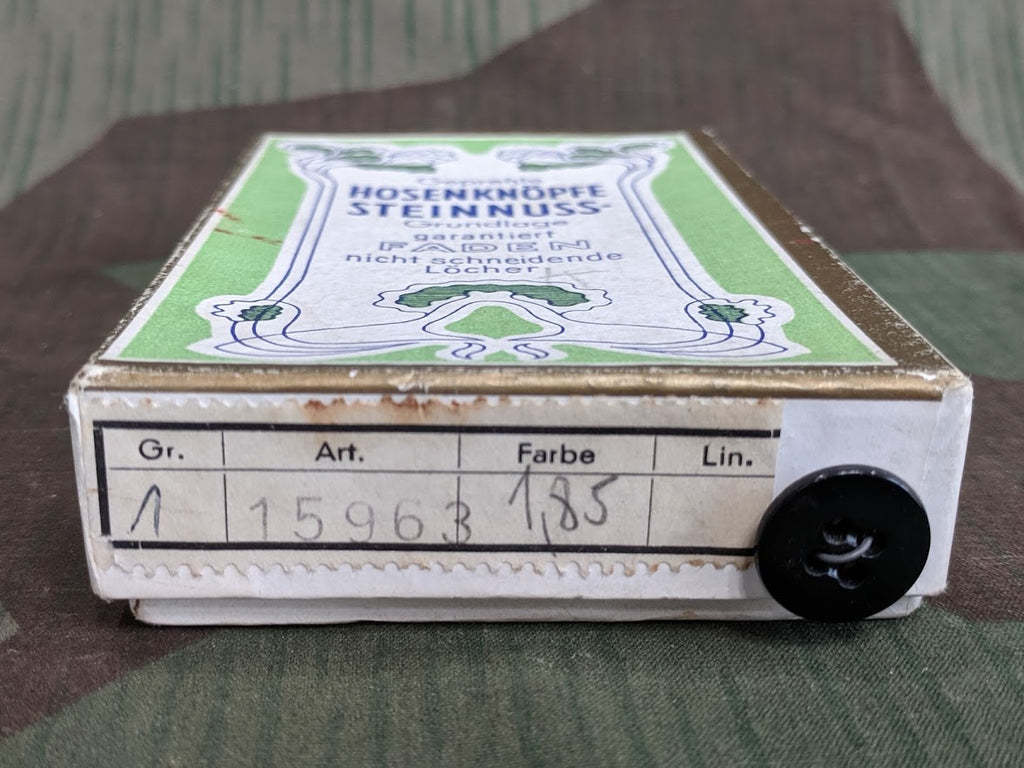 HOSENKNÖPFE
STEINNUSS-
Grundlage
garantiert
FADEN
nicht schneidende
Löcher
Gr. Art. Farbe Lin.
1 15963 1,85